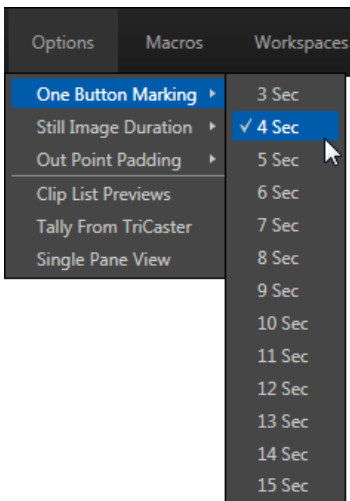 Options Macros Workspaces
One Button Marking
Still Image Duration
Out Point Padding
Clip List Previews
Tally From TriCaster
Single Pane View
3 Sec
✓ 4 Sec
5 Sec
6 Sec
7 Sec
8 Sec
9 Sec
10 Sec
11 Sec
12 Sec
13 Sec
14 Sec
15 Sec